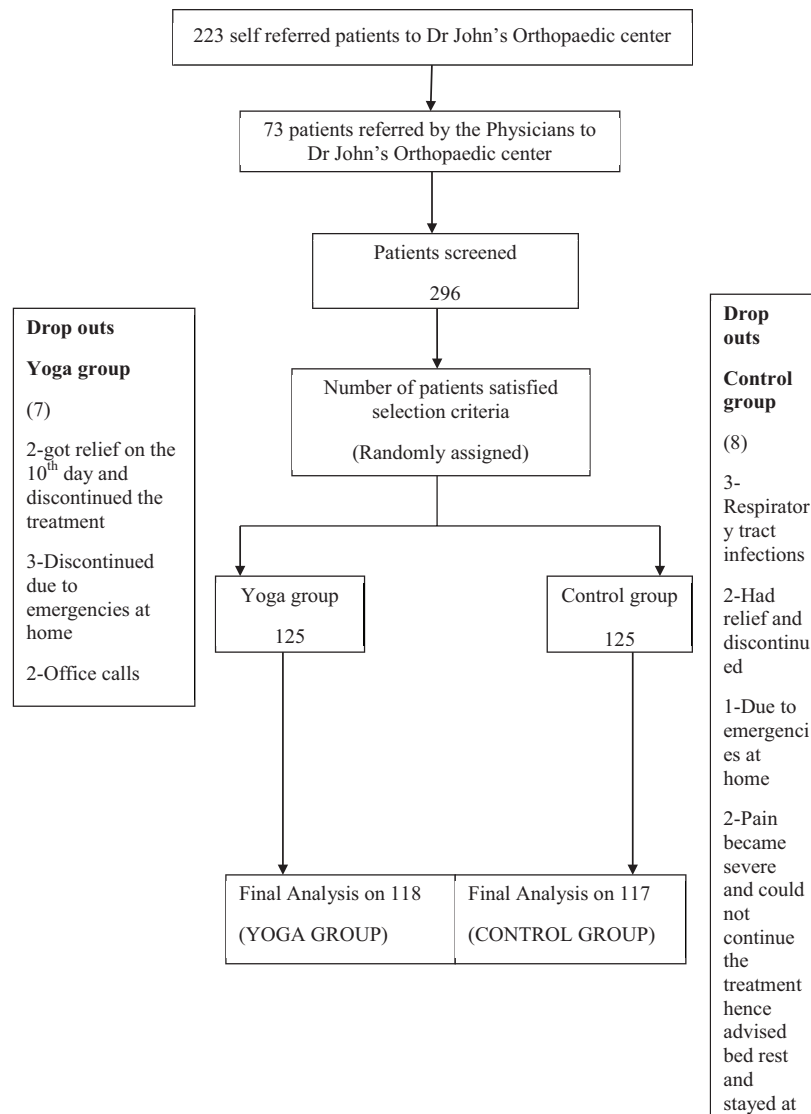 223 self referred patients to Dr John's Orthopaedic center
73 patients referred by the Physicians to
Dr John's Orthopaedic center
Patients screened
296
Number of patients satisfied
selection criteria
(Randomly assigned)
Yoga group
125
Control group
125
Final Analysis on 118
(YOGA GROUP)
Final Analysis on 117
(CONTROL GROUP)
Drop outs
Yoga group
(7)
2-got relief on the
10th day and
discontinued the
treatment
3-Discontinued
due to
emergencies at
home
2-Office calls
Drop
outs
Control
group
(8)
3-
Respirator
y tract
infections
2-Had
relief and
discontinu
ed
1-Due to
emergenci
es at
home
2-Pain
became
severe
and could
not
continue
the
treatment
hence
advised
bed rest
and
stayed at